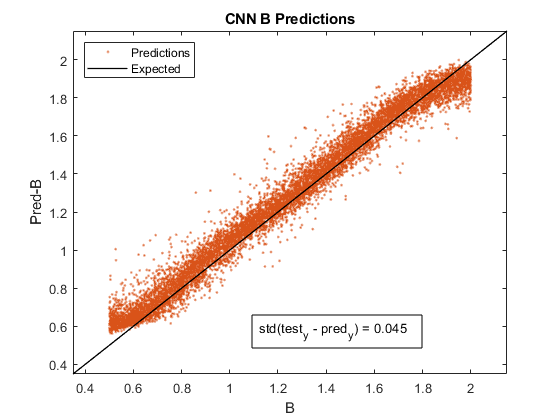 CNN B Predictions
Predictions
Expected
2
1.8
1.6
1.4
1.2
1
0.8
0.6
0.4
Pred-B
std(test_y - pred_y) = 0.045
0.4 0.6 0.8 1 1.2 1.4 1.6 1.8 2
B